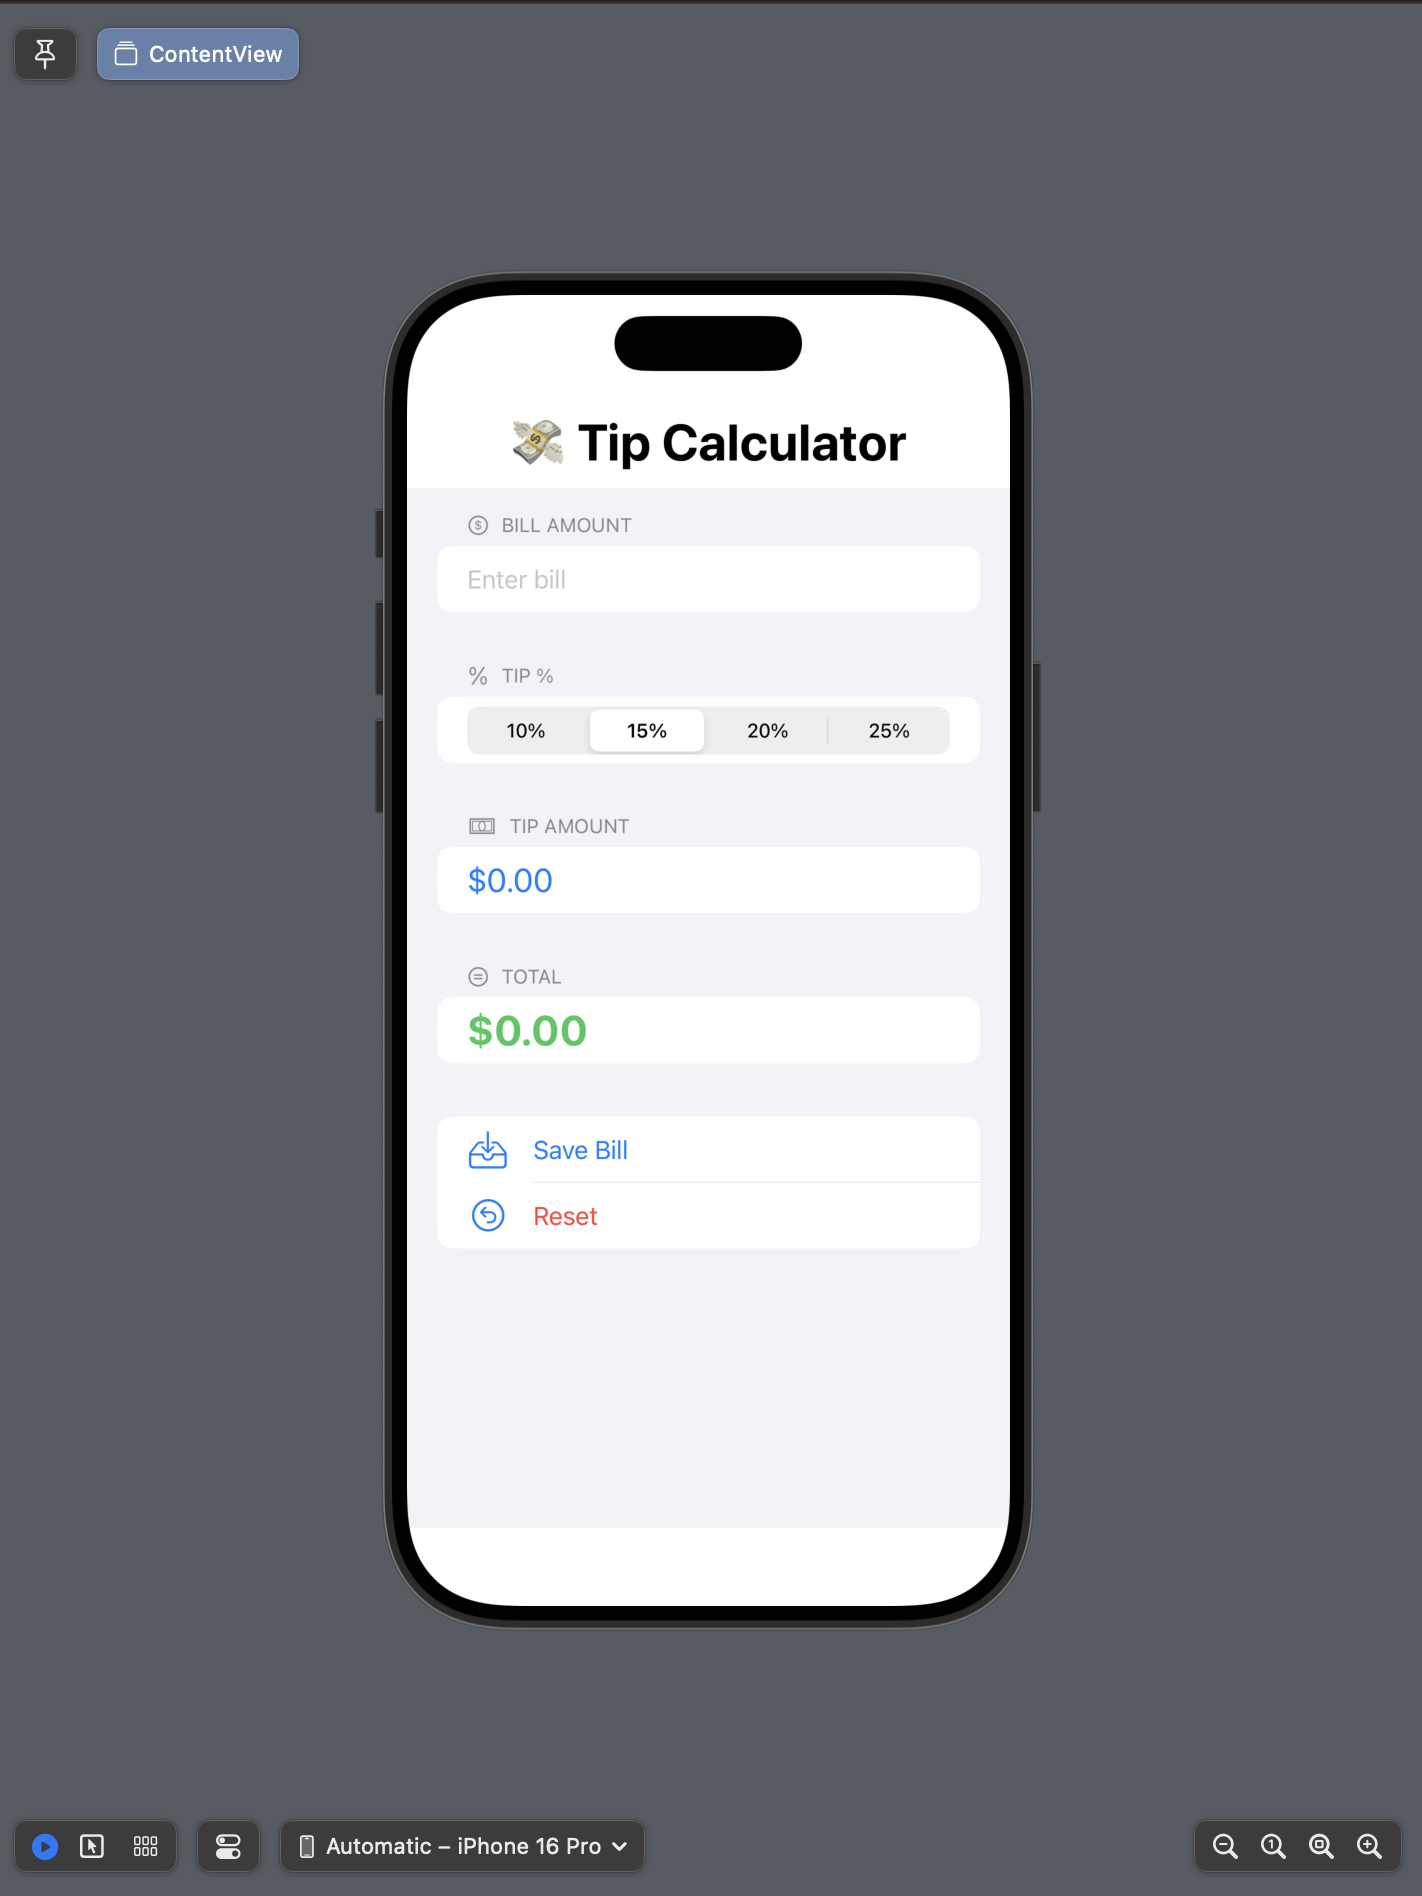 ContentView
💸 Tip Calculator
BILL AMOUNT
Enter bill
% TIP %
10% 15% 20% 25%
TIP AMOUNT
$0.00
TOTAL
$0.00
Save Bill
Reset
Automatic – iPhone 16 Pro